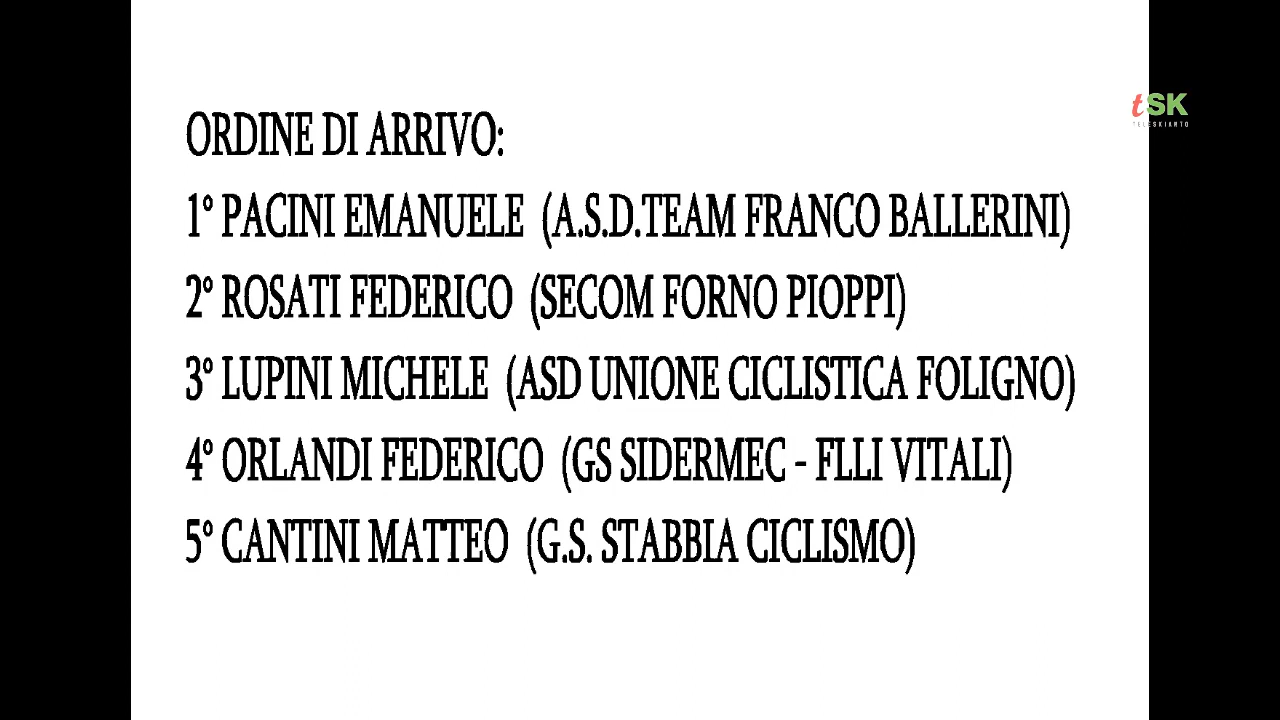 ORDINE DI ARRIVO:
1° PACINI EMANUELE (A.S.D.TEAM FRANCO BALLERINI)
2° ROSATI FEDERICO (SECOM FORNO PIOPPI)
3° LUPINI MICHELE (ASD UNIONE CICLISTICA FOLIGNO)
4° ORLANDI FEDERICO (GS SIDERMEC - FLLI VITALI)
5° CANTINI MATTEO (G.S. STABBIA CICLISMO)
tSK
TELESKIANTO